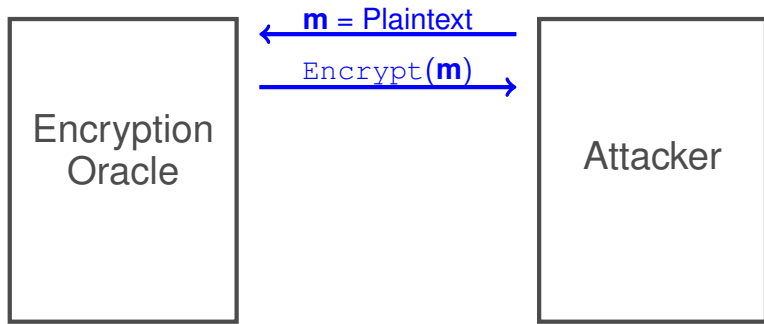 m = Plaintext
Encrypt(m)
Encryption
Oracle
Attacker